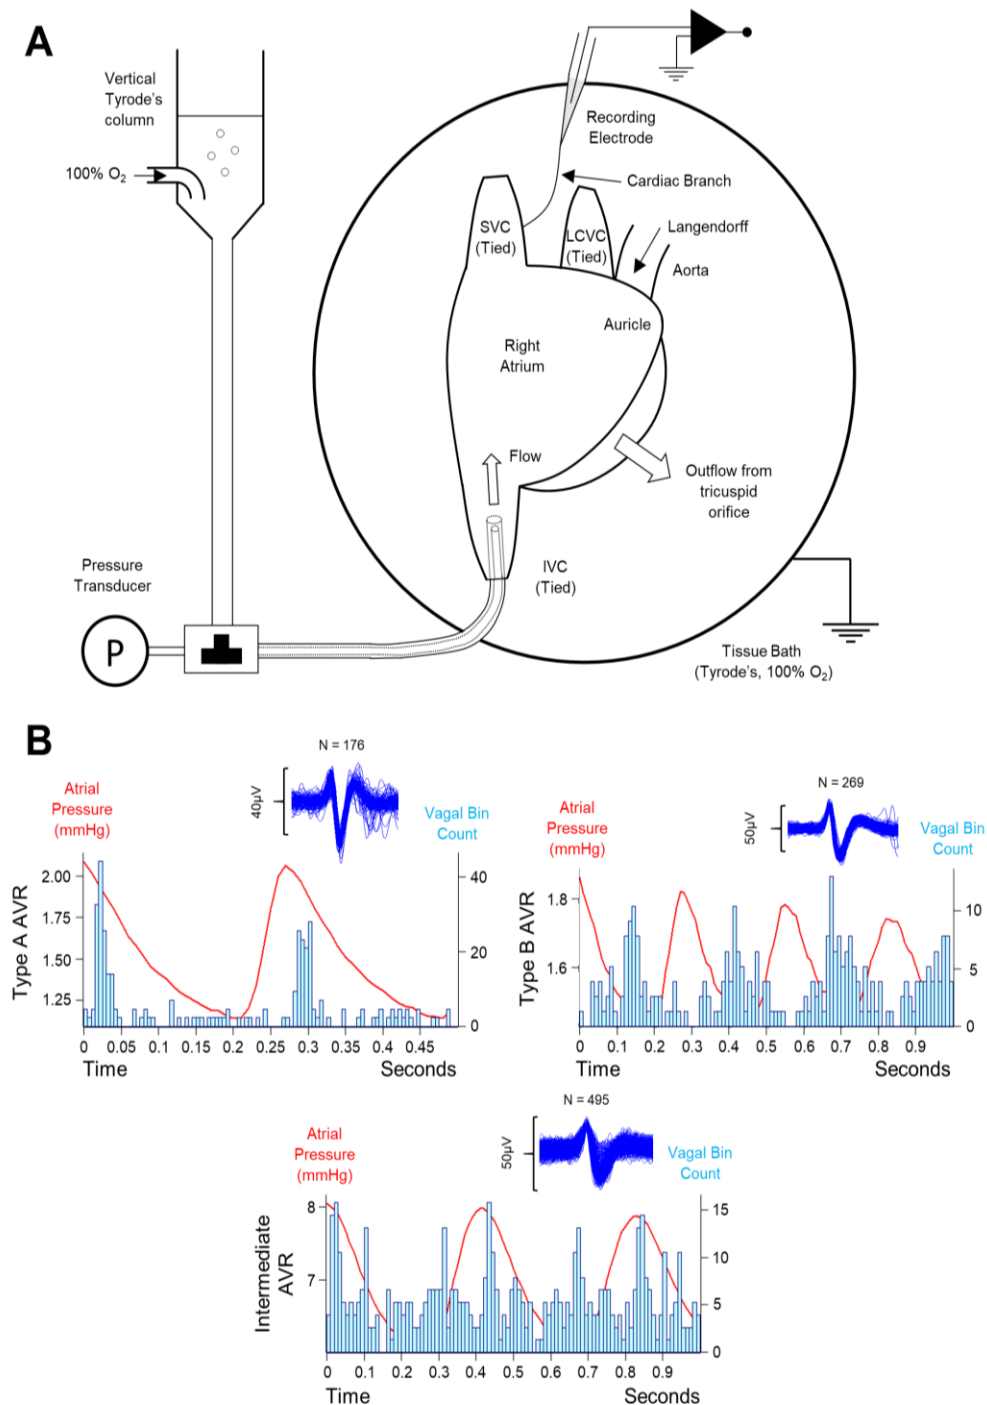 A
Vertical
Tyrode's
column
100% O₂
Recording
Electrode
Cardiac Branch
SVC
(Tied)
LCVC
(Tied)
Langendorff
Aorta
Auricle
Right
Atrium
Flow
Outflow from
tricuspid
orifice
IVC
(Tied)
Pressure
Transducer
P
Tissue Bath
(Tyrode's, 100% O₂)
B
N = 176
40µV
Atrial
Pressure
(mmHg)
Vagal Bin
Count
Type A AVR
2.00
1.75
1.50
1.25
40
20
0
0 0.05 0.1 0.15 0.2 0.25 0.3 0.35 0.4 0.45
Time Seconds
N = 269
50µV
Atrial
Pressure
(mmHg)
Vagal Bin
Count
Type B AVR
1.8
1.6
10
5
0
0 0.1 0.2 0.3 0.4 0.5 0.6 0.7 0.8 0.9
Time Seconds
N = 495
50µV
Atrial
Pressure
(mmHg)
Vagal Bin
Count
Intermediate
AVR
8
7
15
10
5
0
0 0.1 0.2 0.3 0.4 0.5 0.6 0.7 0.8 0.9
Time Seconds